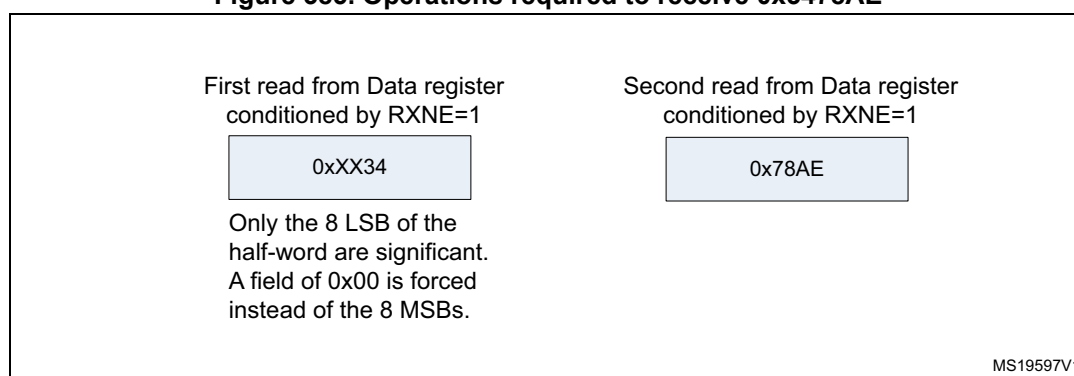 First read from Data register
conditioned by RXNE=1
0xXX34
Only the 8 LSB of the
half-word are significant.
A field of 0x00 is forced
instead of the 8 MSBs.
Second read from Data register
conditioned by RXNE=1
0x78AE
MS19597V1